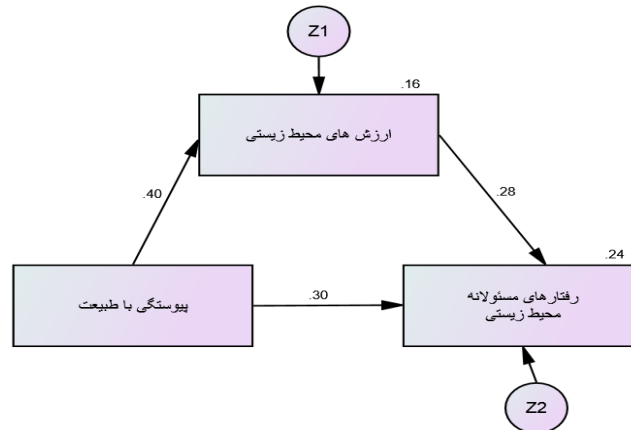 Z1
.16
ارزش های محیط زیستی
.40
.28
.24
پیوستگی با طبیعت
.30
رفتارهای مسئولانه
محیط زیستی
Z2